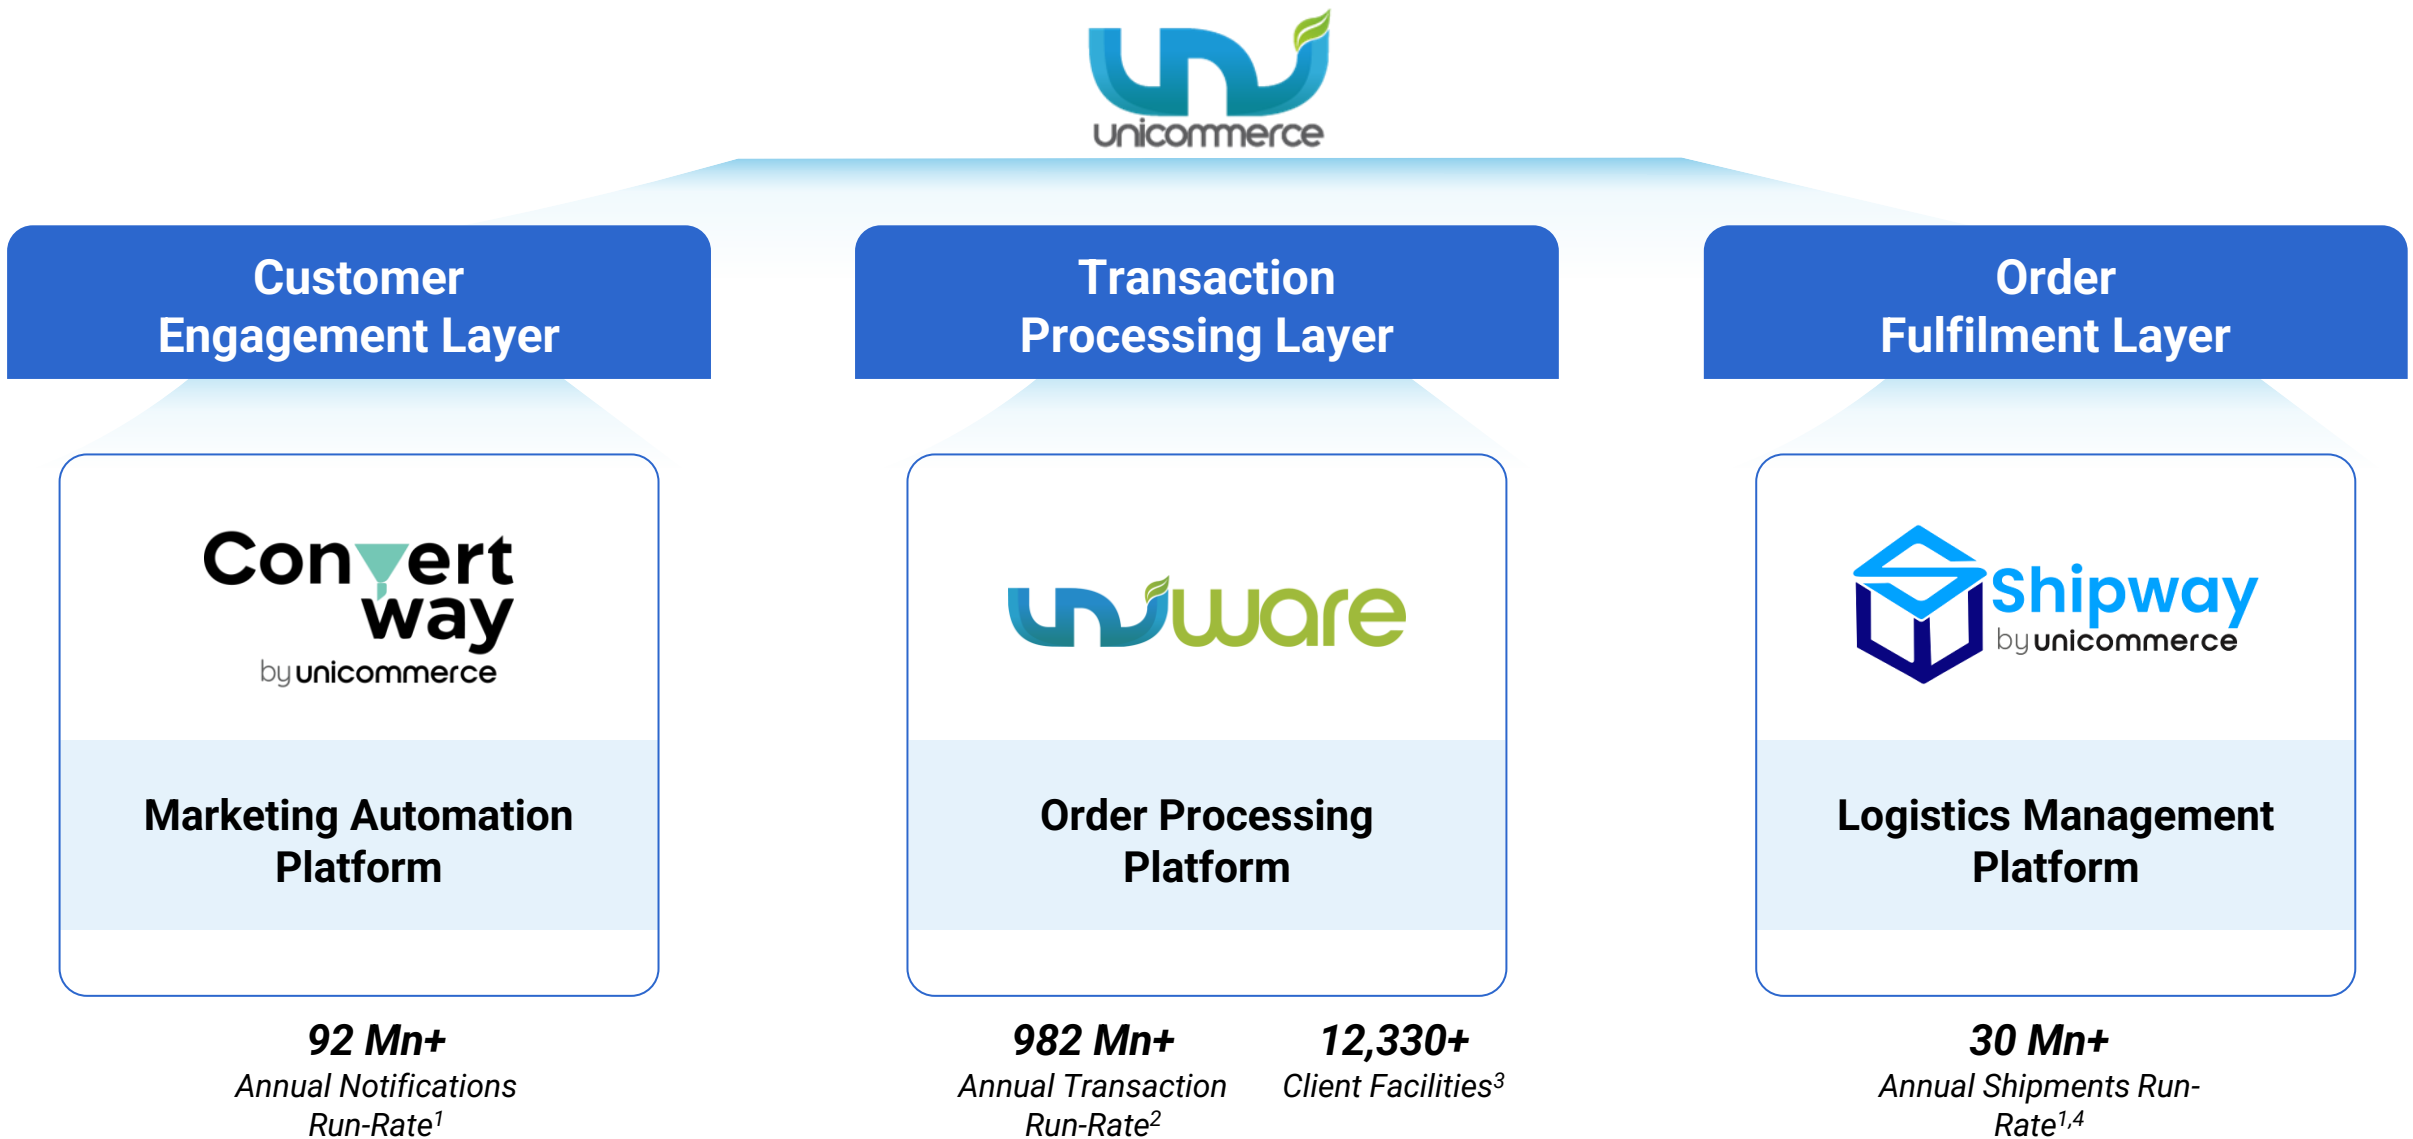 unicommerce
Customer
Engagement Layer
Transaction
Processing Layer
Order
Fulfilment Layer
Convert
way
by unicommerce
uniware
Shipway
by unicommerce
Marketing Automation
Platform
Order Processing
Platform
Logistics Management
Platform
92 Mn+
Annual Notifications
Run-Rate1
982 Mn+
Annual Transaction
Run-Rate2
12,330+
Client Facilities3
30 Mn+
Annual Shipments Run-
Rate1,4